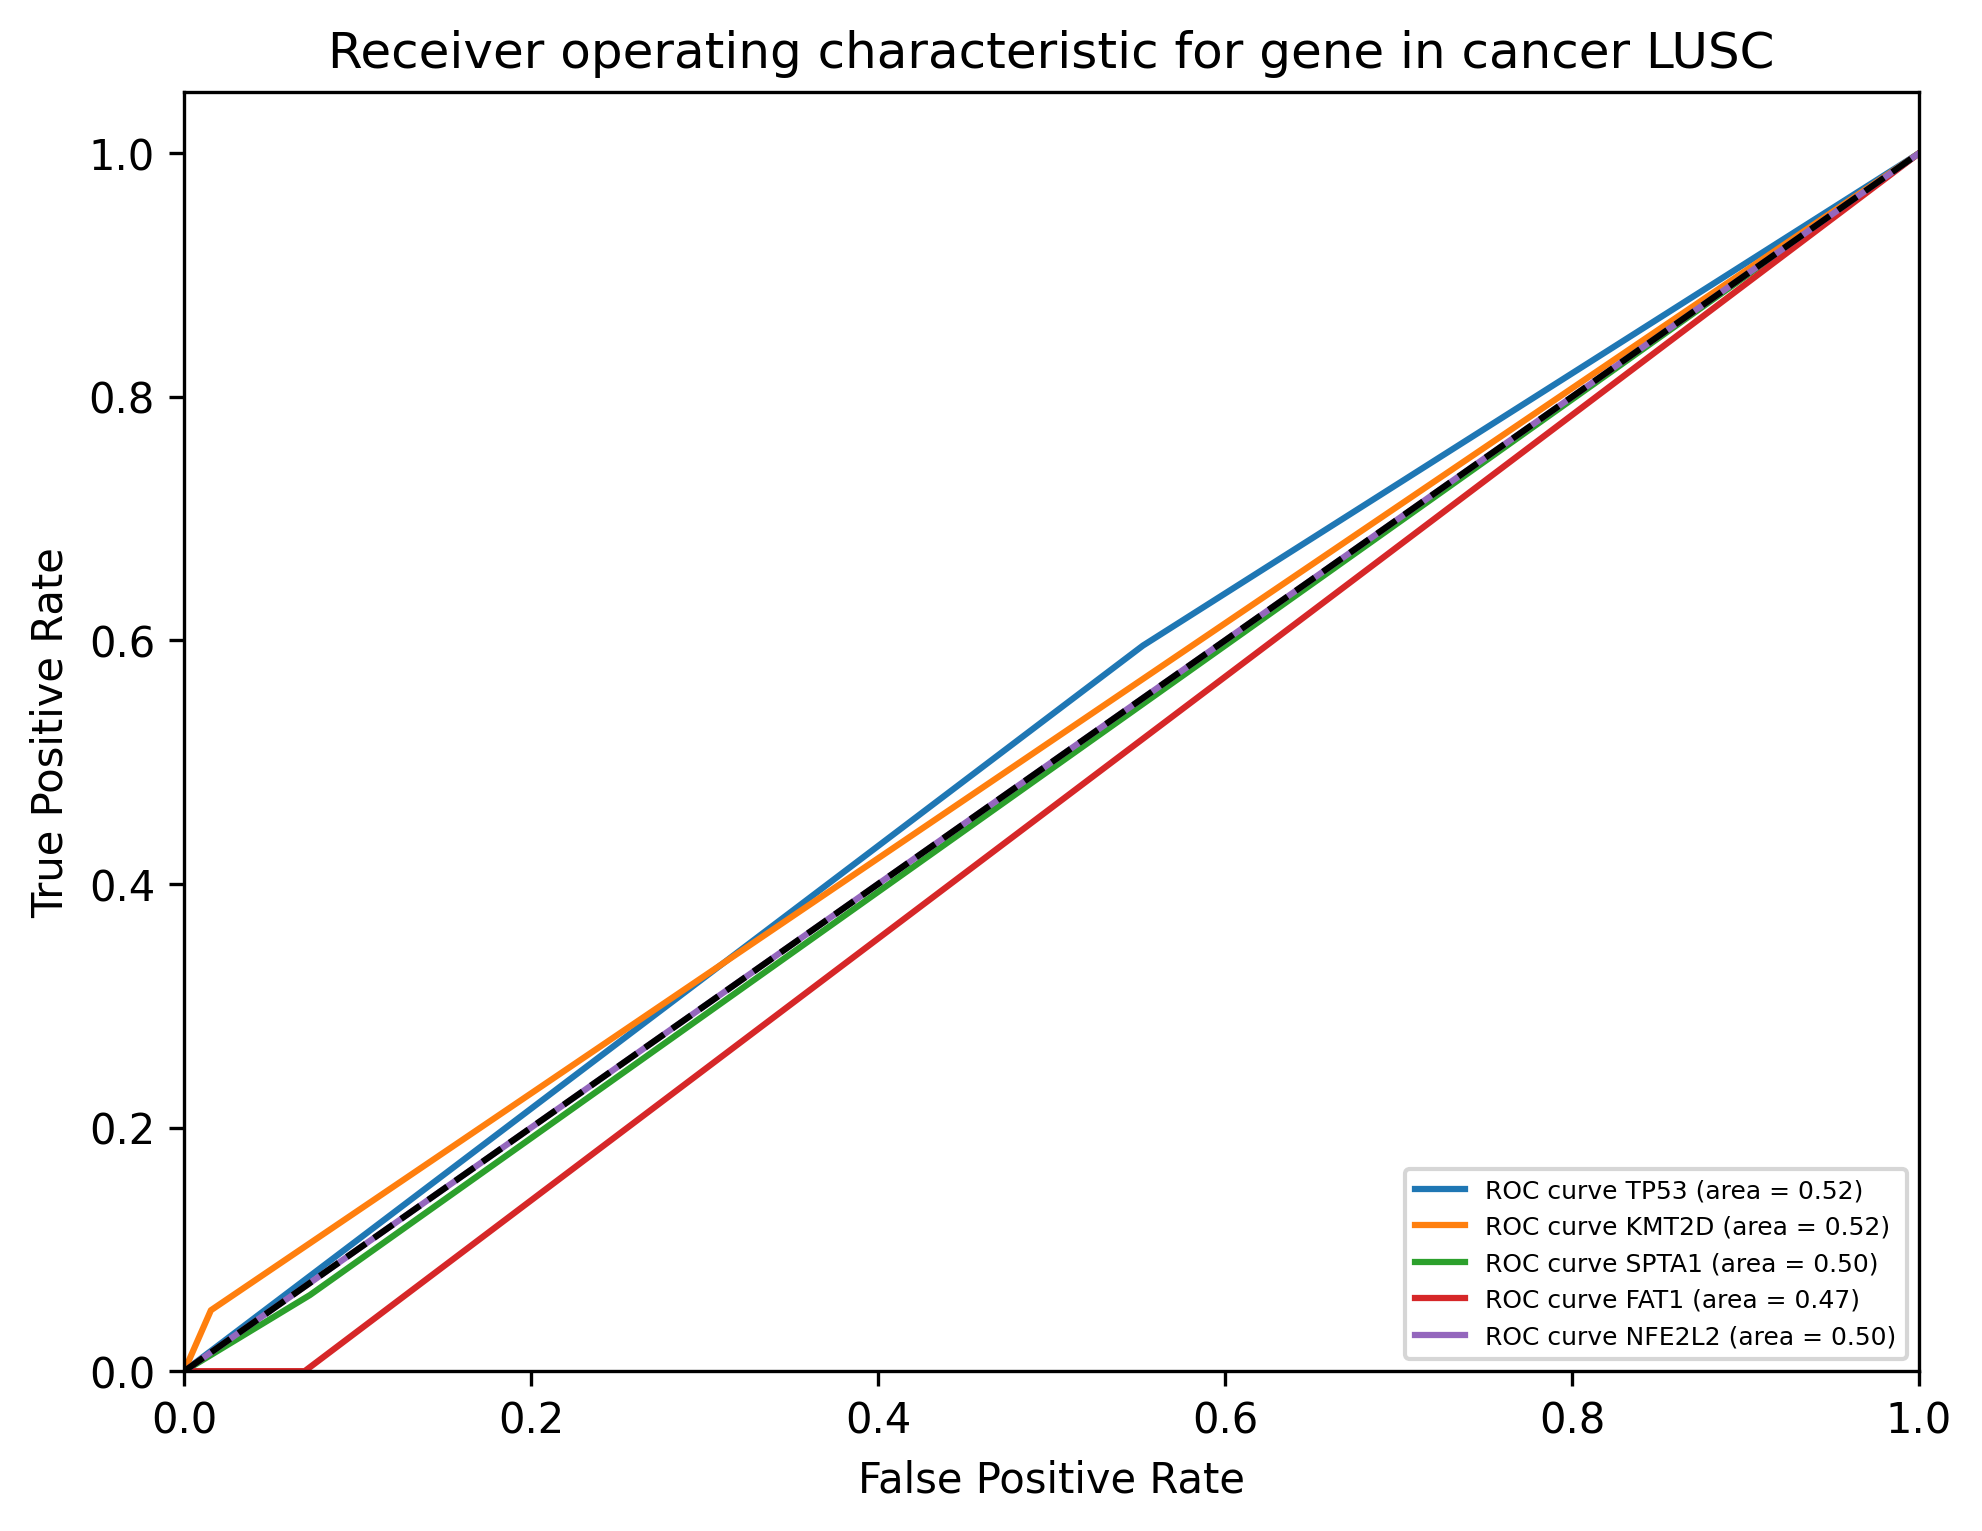 Receiver operating characteristic for gene in cancer LUSC
True Positive Rate
1.0
0.8
0.6
0.4
0.2
0.0
ROC curve TP53 (area = 0.52)
ROC curve KMT2D (area = 0.52)
ROC curve SPTA1 (area = 0.50)
ROC curve FAT1 (area = 0.47)
ROC curve NFE2L2 (area = 0.50)
0.0 0.2 0.4 0.6 0.8 1.0
False Positive Rate